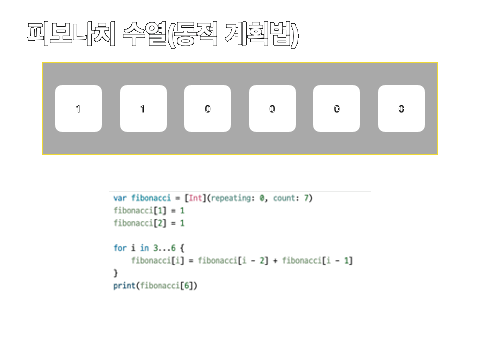 피보나치 수열(동적 계획법)
1 1 0 0 0 0
var fibonacci = [Int](repeating: 0, count: 7)
fibonacci[1] = 1
fibonacci[2] = 1
for i in 3...6 {
    fibonacci[i] = fibonacci[i - 2] + fibonacci[i - 1]
}
print(fibonacci[6])